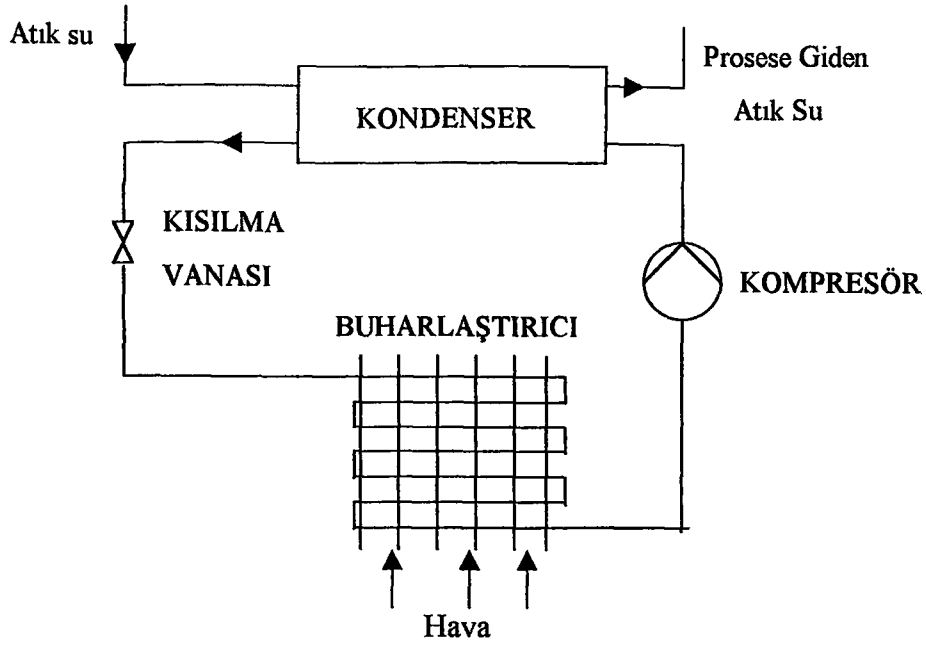 Atık su
Prosese Giden
Atık Su
KONDENSER
KISILMA
VANASI
KOMPRESÖR
BUHARLAŞTIRICI
Hava